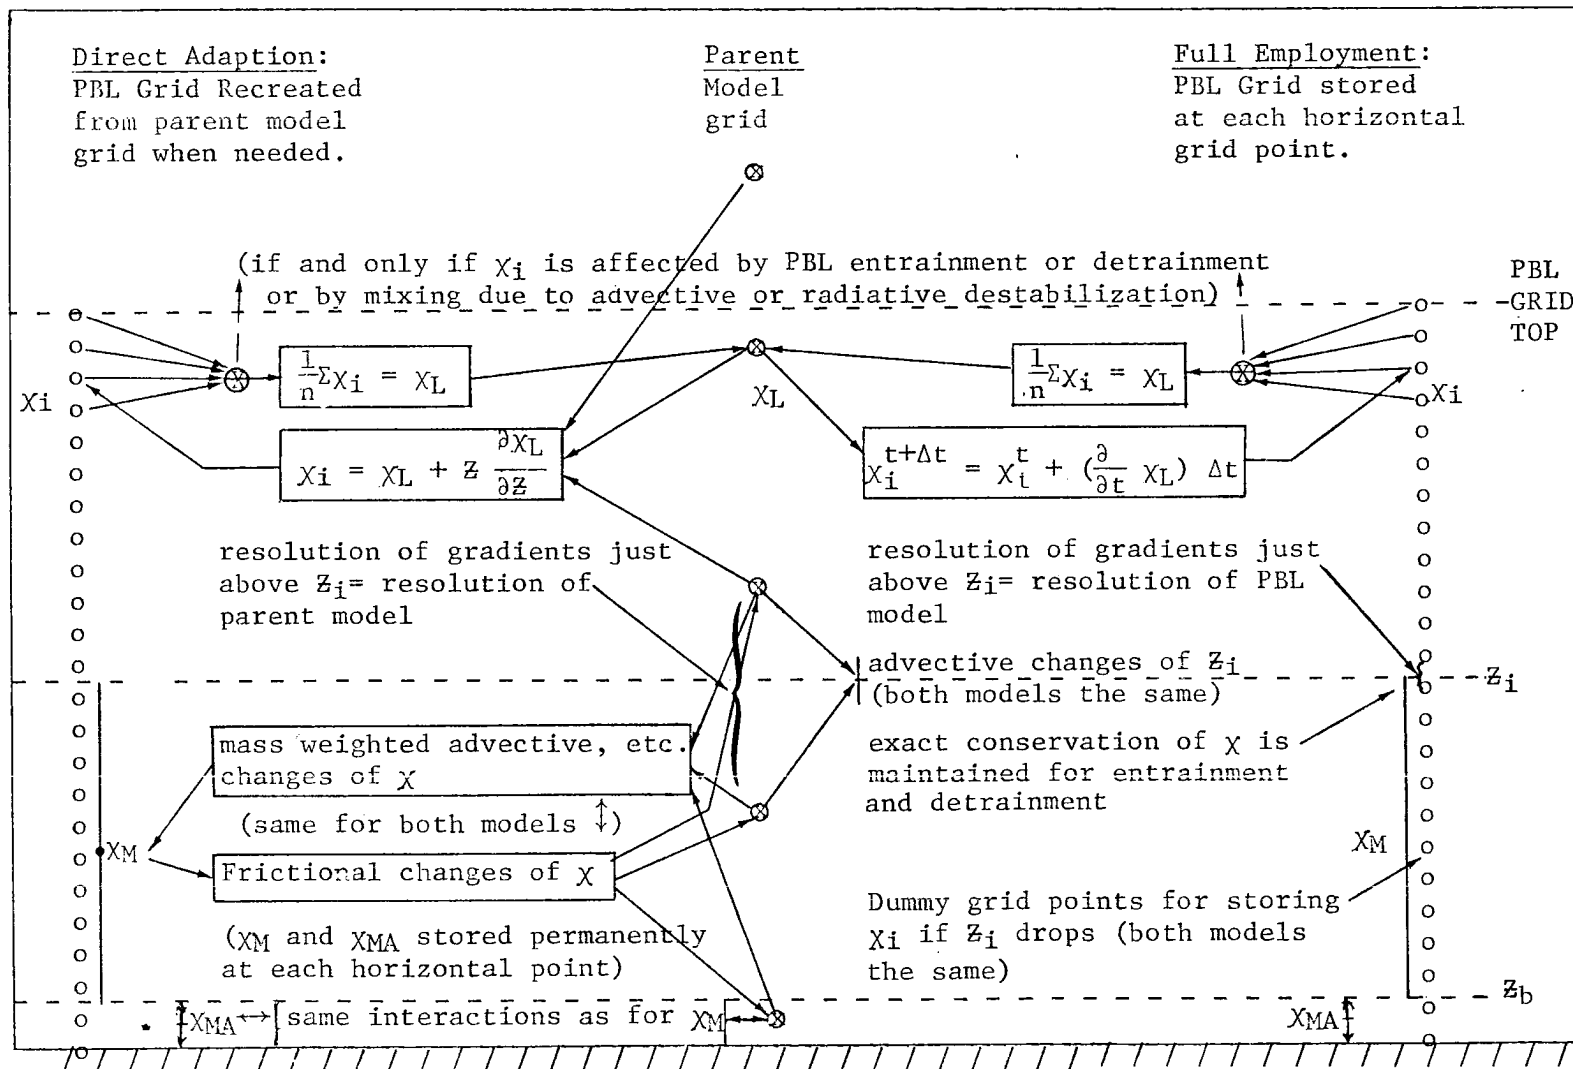 Direct Adaption:
PBL Grid Recreated
from parent model
grid when needed.
Parent
Model
grid
Full Employment:
PBL Grid stored
at each horizontal
grid point.
(if and only if χi is affected by PBL entrainment or detrainment
or by mixing due to advective or radiative destabilization)
PBL
GRID
TOP
χi
1/n Σχi = χL
χL
1/n Σχi = χL
χi
χi = χL + Ƶ ∂χL/∂Ƶ
χi^t+Δt = χi^t + (∂/∂t χL) Δt
resolution of gradients just
above Ƶi= resolution of
parent model
resolution of gradients just
above Ƶi= resolution of PBL
model
advective changes of Ƶi
(both models the same)
Ƶi
mass weighted advective, etc.
changes of χ
(same for both models ↕)
exact conservation of χ is
maintained for entrainment
and detrainment
χM
χM
Frictional changes of χ
(χM and χMA stored permanently
at each horizontal point)
Dummy grid points for storing
χi if Ƶi drops (both models
the same)
Ƶb
χMA↔ same interactions as for χM
χMA